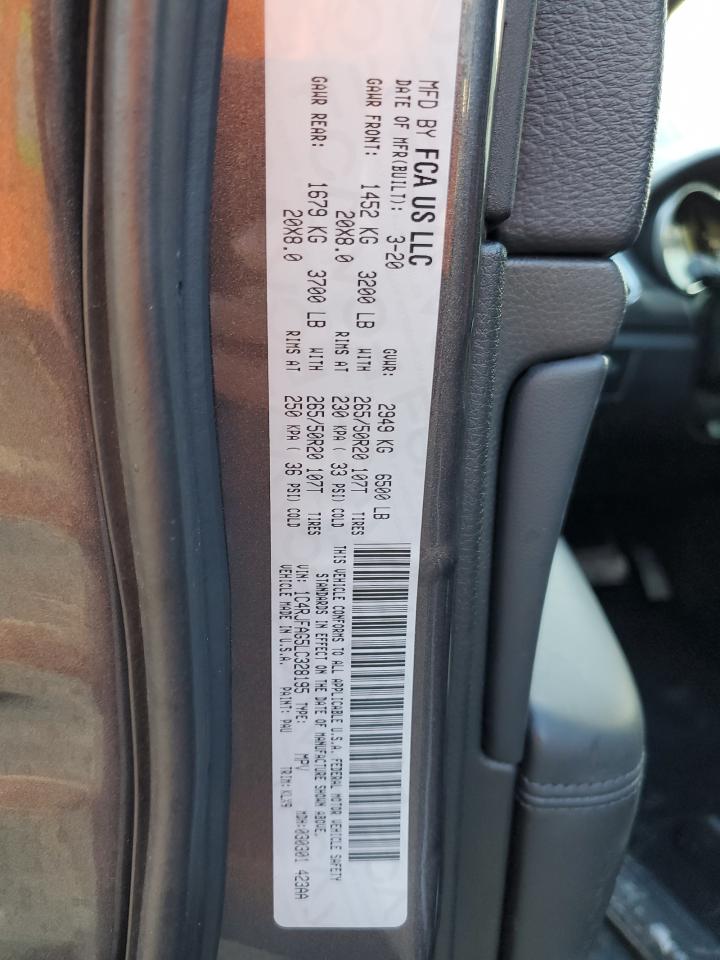 MFD BY FCA US LLC
DATE OF MFR(BUILT): 3-20 GVWR: 2949 KG 6500 LB
GAWR FRONT: 1452 KG 3200 LB WITH 265/50R20 107T TIRES
20X8.0 RIMS AT 230 KPA ( 33 PSI) COLD
GAWR REAR: 1679 KG 3700 LB WITH 265/50R20 107T TIRES
20X8.0 RIMS AT 250 KPA ( 36 PSI) COLD
THIS VEHICLE CONFORMS TO ALL APPLICABLE U.S.A. FEDERAL MOTOR VEHICLE SAFETY
STANDARDS IN EFFECT ON THE DATE OF MANUFACTURE SHOWN ABOVE.
VIN: 1C4RJFAG5LC328195 TYPE: MPV MDH:030301 423AA
VEHICLE MADE IN U.S.A. PAINT: PAU TRIM: